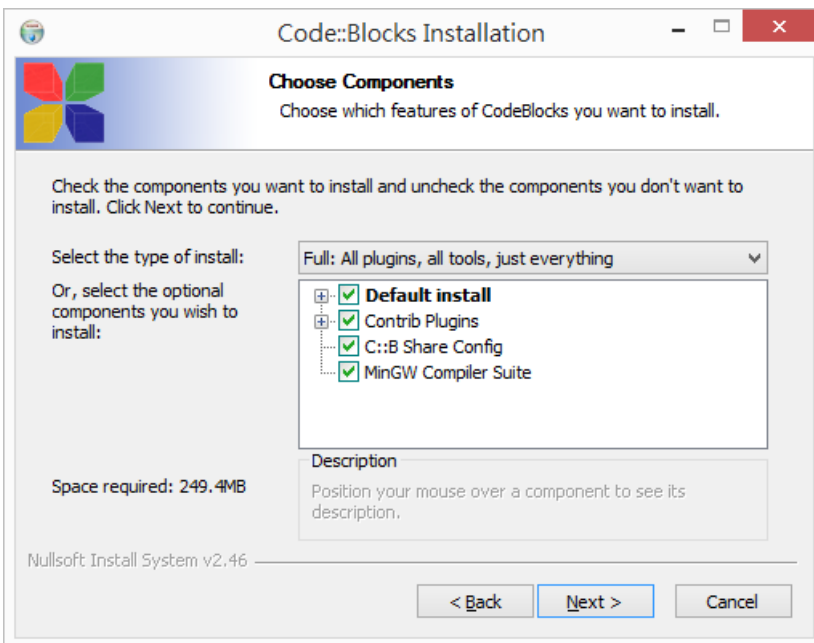 Code::Blocks Installation
Choose Components
Choose which features of CodeBlocks you want to install.
Check the components you want to install and uncheck the components you don't want to
install. Click Next to continue.
Select the type of install:
Full: All plugins, all tools, just everything
Or, select the optional
components you wish to
install:
Default install
Contrib Plugins
C::B Share Config
MinGW Compiler Suite
Space required: 249.4MB
Description
Position your mouse over a component to see its
description.
Nullsoft Install System v2.46
< Back
Next >
Cancel